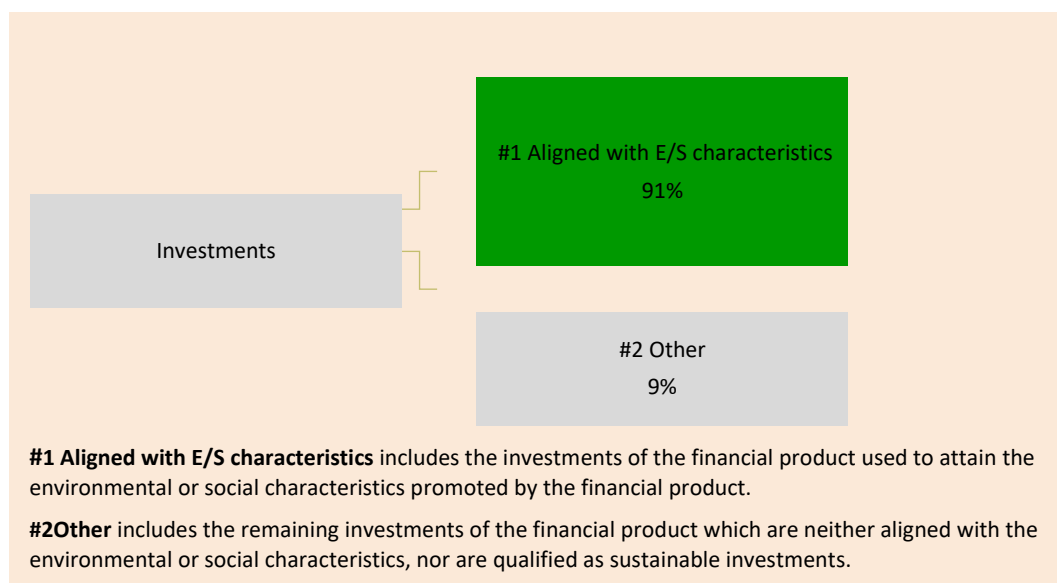 #1 Aligned with E/S characteristics
91%
Investments
#2 Other
9%
#1 Aligned with E/S characteristics includes the investments of the financial product used to attain the
environmental or social characteristics promoted by the financial product.
#2Other includes the remaining investments of the financial product which are neither aligned with the
environmental or social characteristics, nor are qualified as sustainable investments.